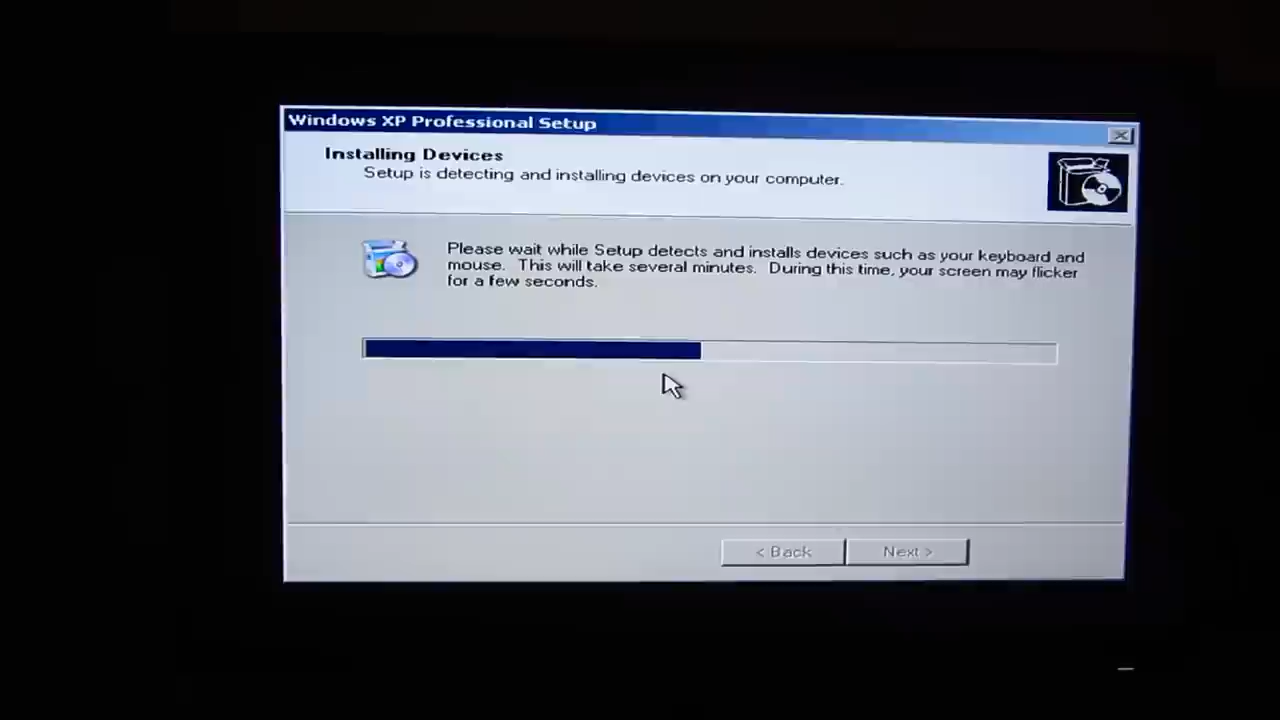 Windows XP Professional Setup
Installing Devices
Setup is detecting and installing devices on your computer.
Please wait while Setup detects and installs devices such as your keyboard and
mouse. This will take several minutes. During this time, your screen may flicker
for a few seconds.
< Back Next >